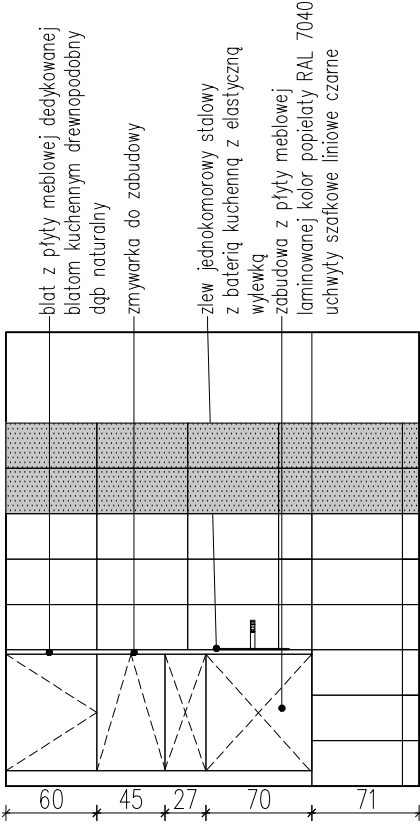 blat z płyty meblowej dedykowanej
blatom kuchennym drewnopodobny
dąb naturalny
zmywarka do zabudowy
zlew jednokomorowy stalowy
z baterią kuchenną z elastyczną
wylewką
zabudowa z płyty meblowej
laminowanej kolor popielaty RAL 7040
uchwyty szafkowe liniowe czarne
60
45
27
70
71